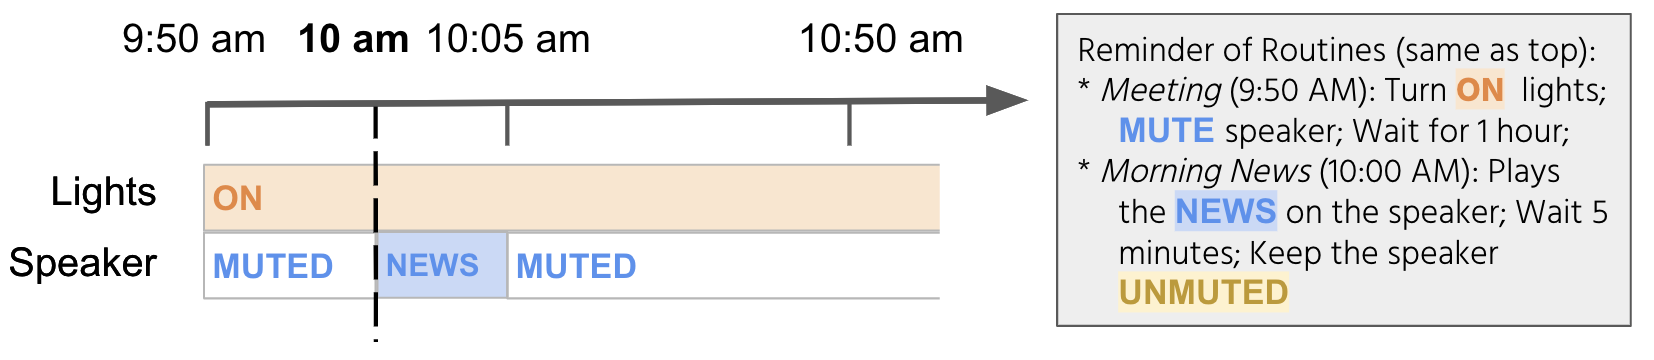 9:50 am 10 am 10:05 am 10:50 am
Lights ON
Speaker MUTED NEWS MUTED
Reminder of Routines (same as top):
* Meeting (9:50 AM): Turn ON lights;
MUTE speaker; Wait for 1 hour;
* Morning News (10:00 AM): Plays
the NEWS on the speaker; Wait 5
minutes; Keep the speaker
UNMUTED